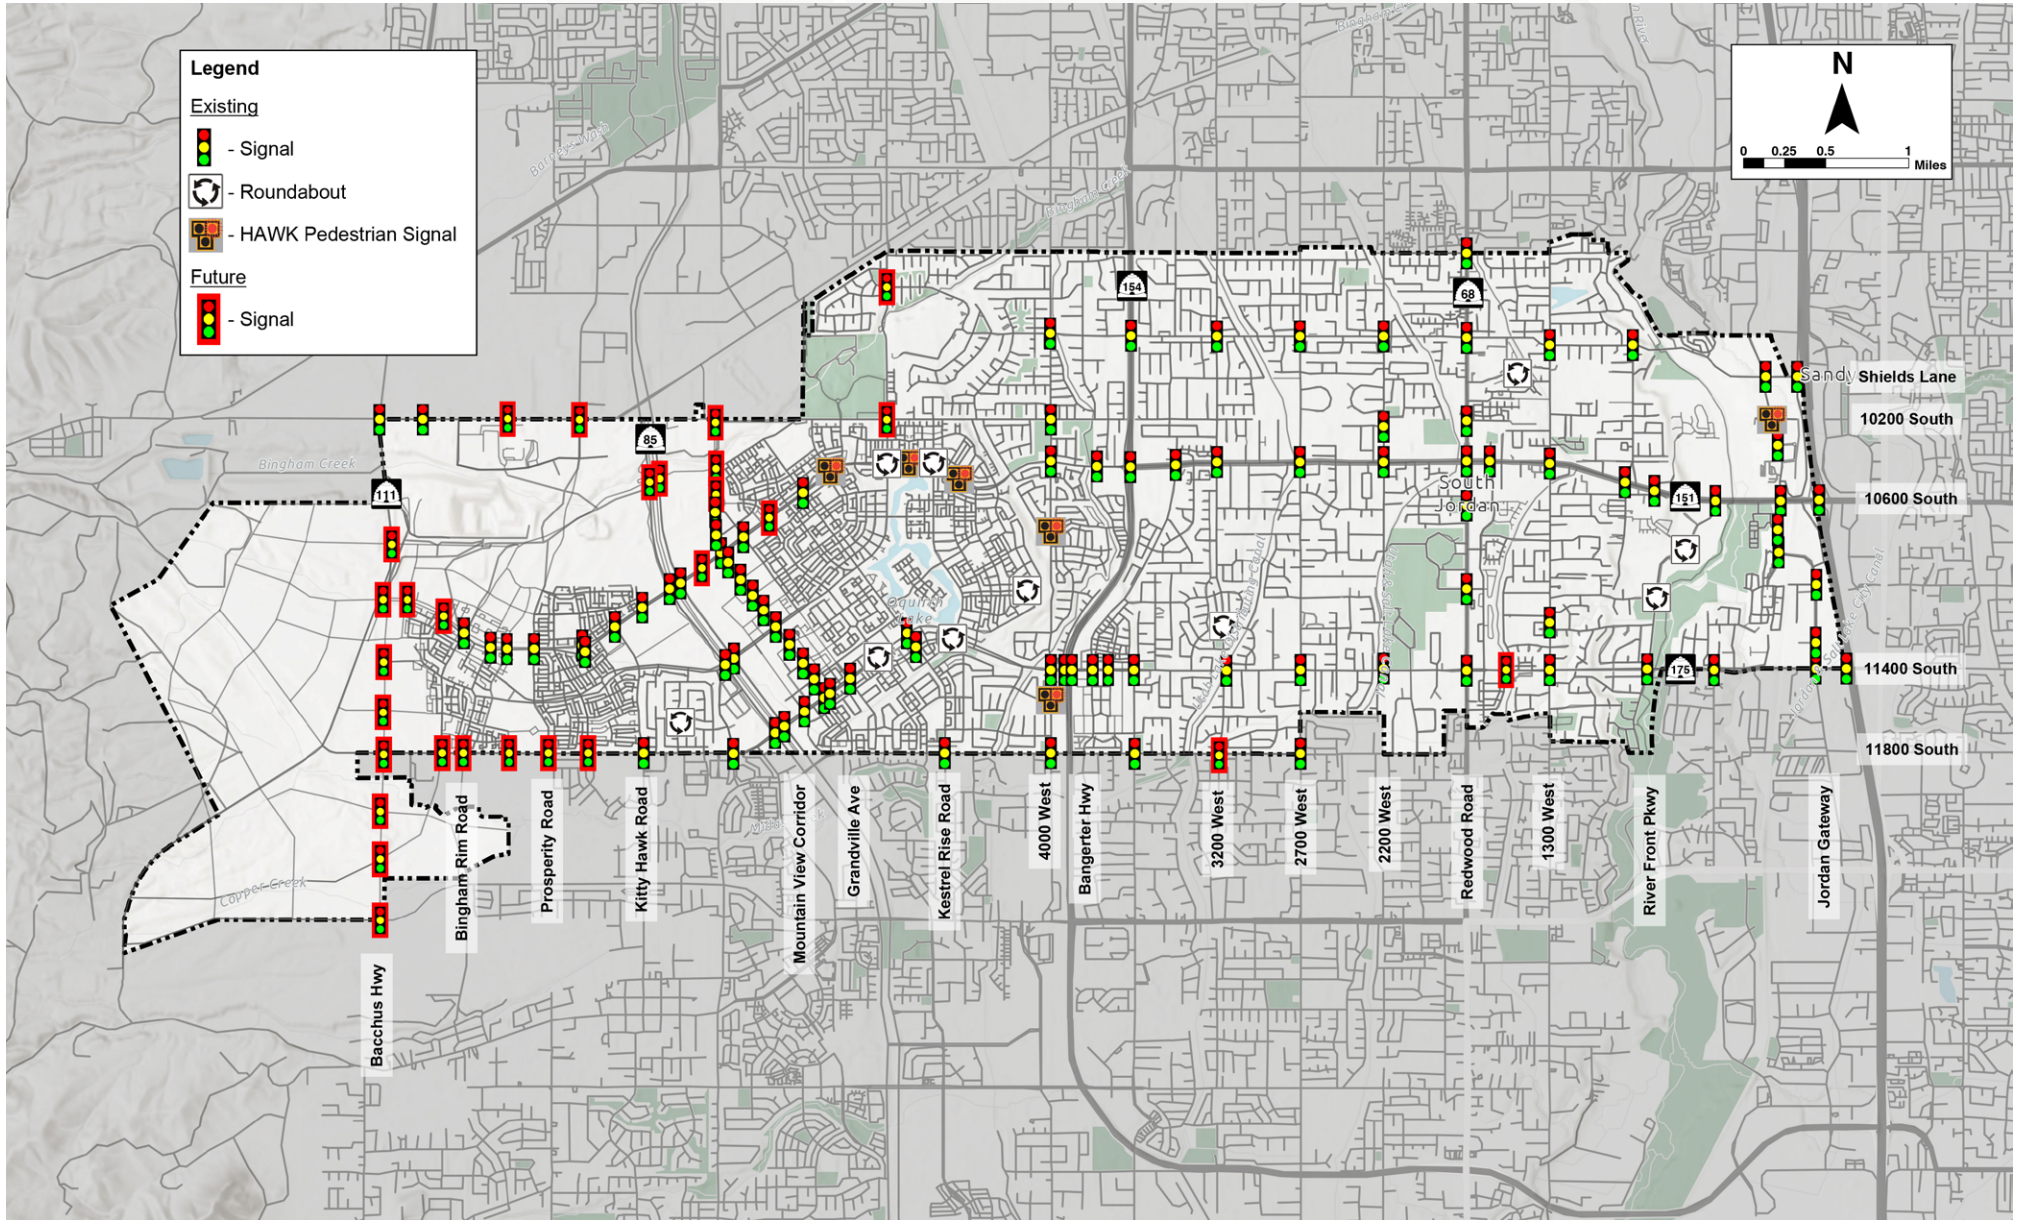 Legend
Existing
- Signal
- Roundabout
- HAWK Pedestrian Signal
Future
- Signal
N
0 0.25 0.5 1
Miles
Barneys Wash
Bingham Creek
154
68
Sandy
Shields Lane
10200 South
85
Bingham Creek
111
South
Jordan
151
10600 South
Lake
175
11400 South
11800 South
Copper Creek
Bacchus Hwy
Bingham Rim Road
Prosperity Road
Kitty Hawk Road
Mountain View Corridor
Grandville Ave
Kestrel Rise Road
4000 West
Bangerter Hwy
3200 West
2700 West
2200 West
Redwood Road
1300 West
River Front Pkwy
Jordan Gateway